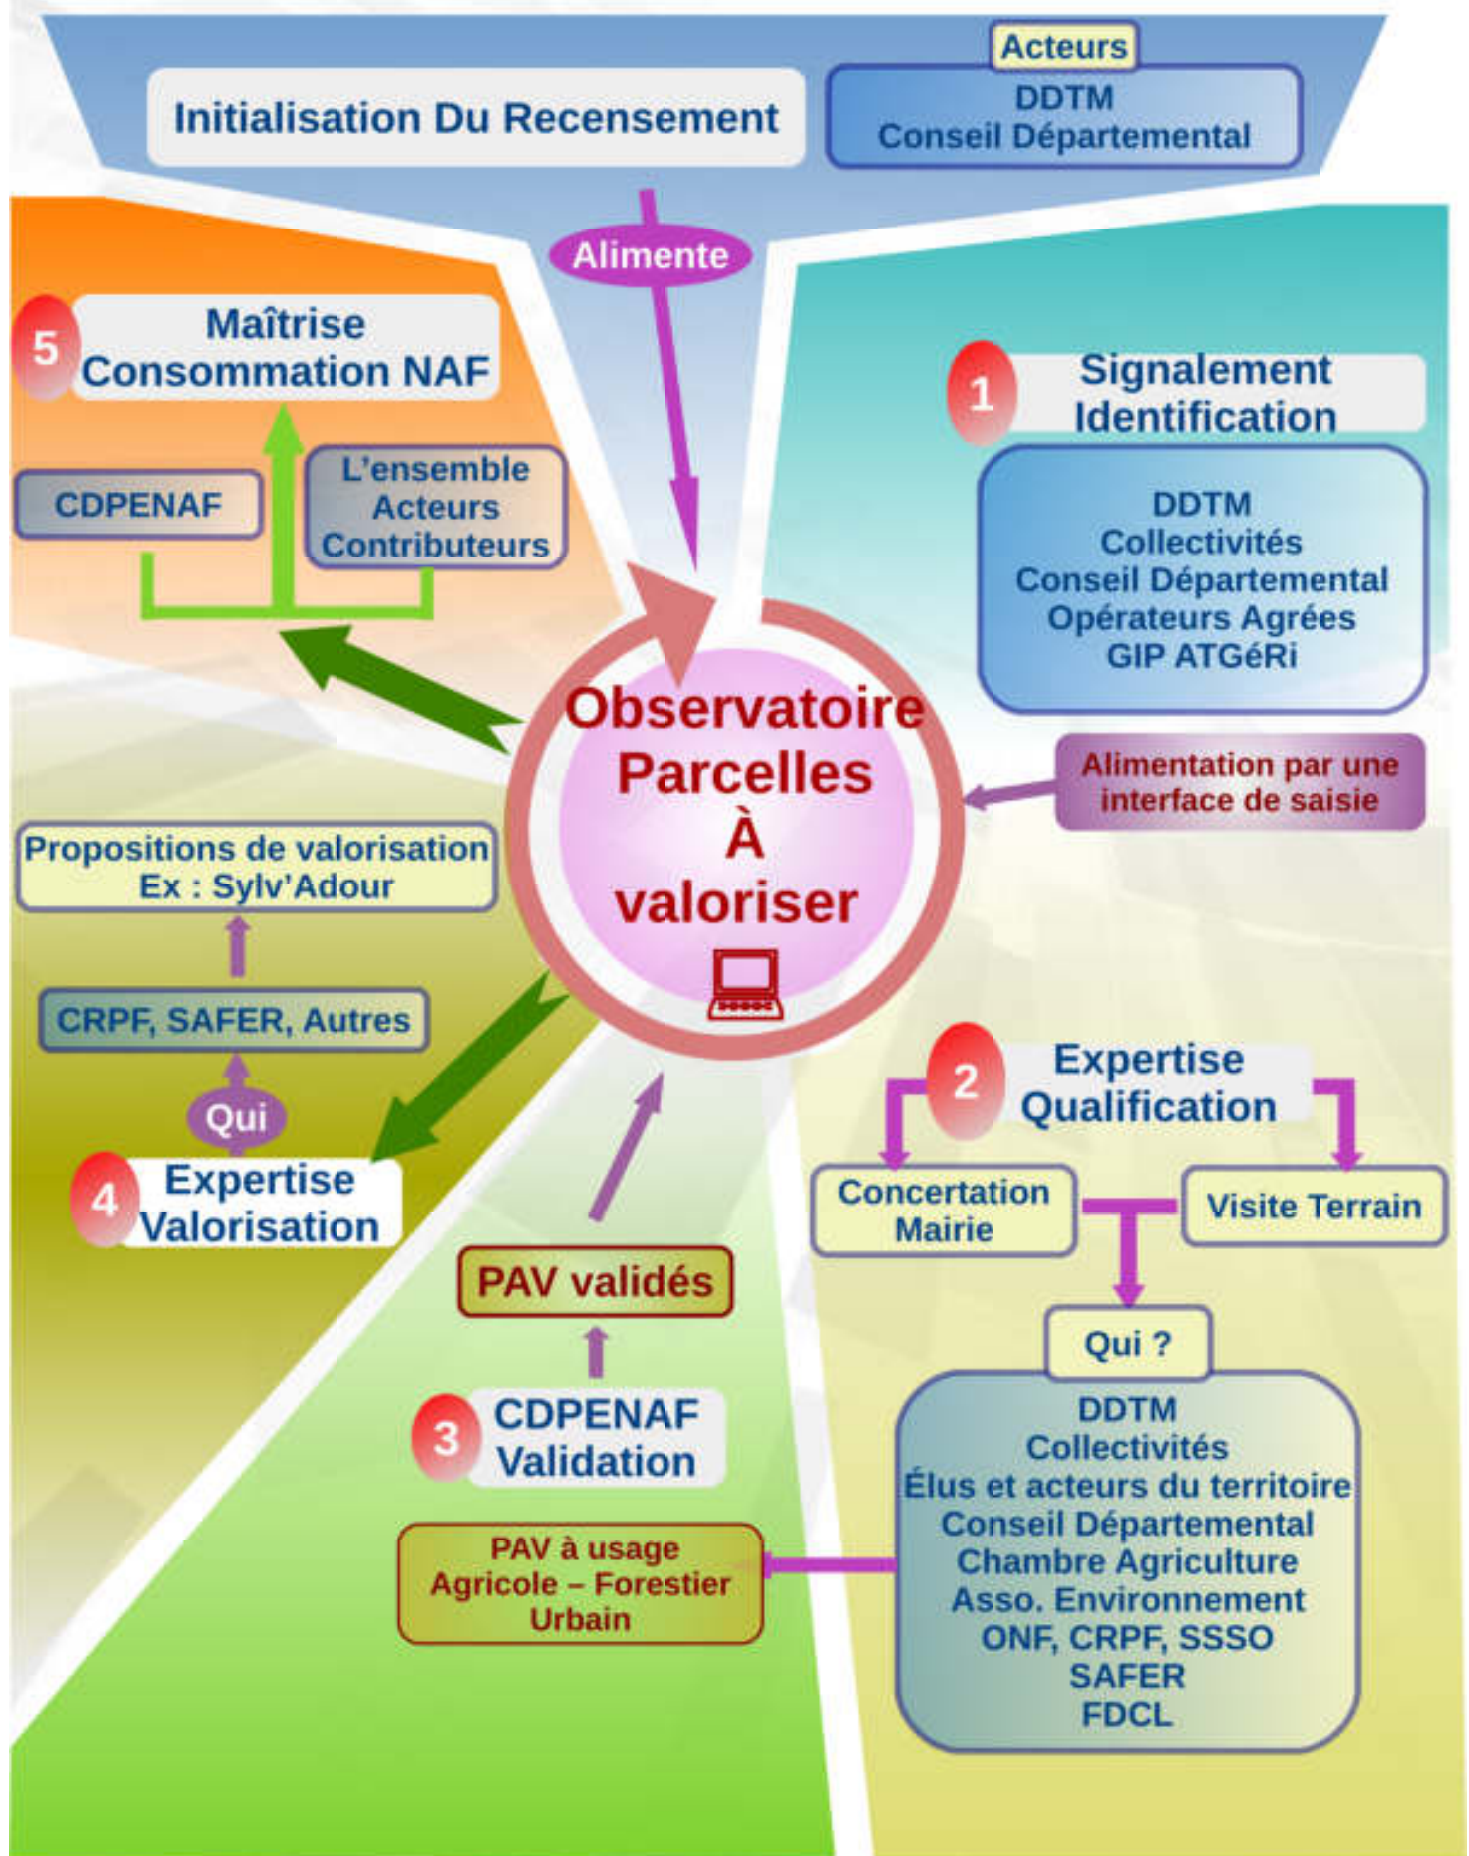 Acteurs
Initialisation Du Recensement
DDTM
Conseil Départemental
Alimente
1
Signalement
Identification
DDTM
Collectivités
Conseil Départemental
Opérateurs Agrées
GIP ATGéRi
Alimentation par une
interface de saisie
Observatoire
Parcelles
À
valoriser
2
Expertise
Qualification
Concertation
Mairie
Visite Terrain
Qui ?
DDTM
Collectivités
Élus et acteurs du territoire
Conseil Départemental
Chambre Agriculture
Asso. Environnement
ONF, CRPF, SSSO
SAFER
FDCL
PAV à usage
Agricole – Forestier
Urbain
3
CDPENAF
Validation
PAV validés
4
Expertise
Valorisation
Qui
CRPF, SAFER, Autres
Propositions de valorisation
Ex : Sylv'Adour
5
Maîtrise
Consommation NAF
CDPENAF
L'ensemble
Acteurs
Contributeurs